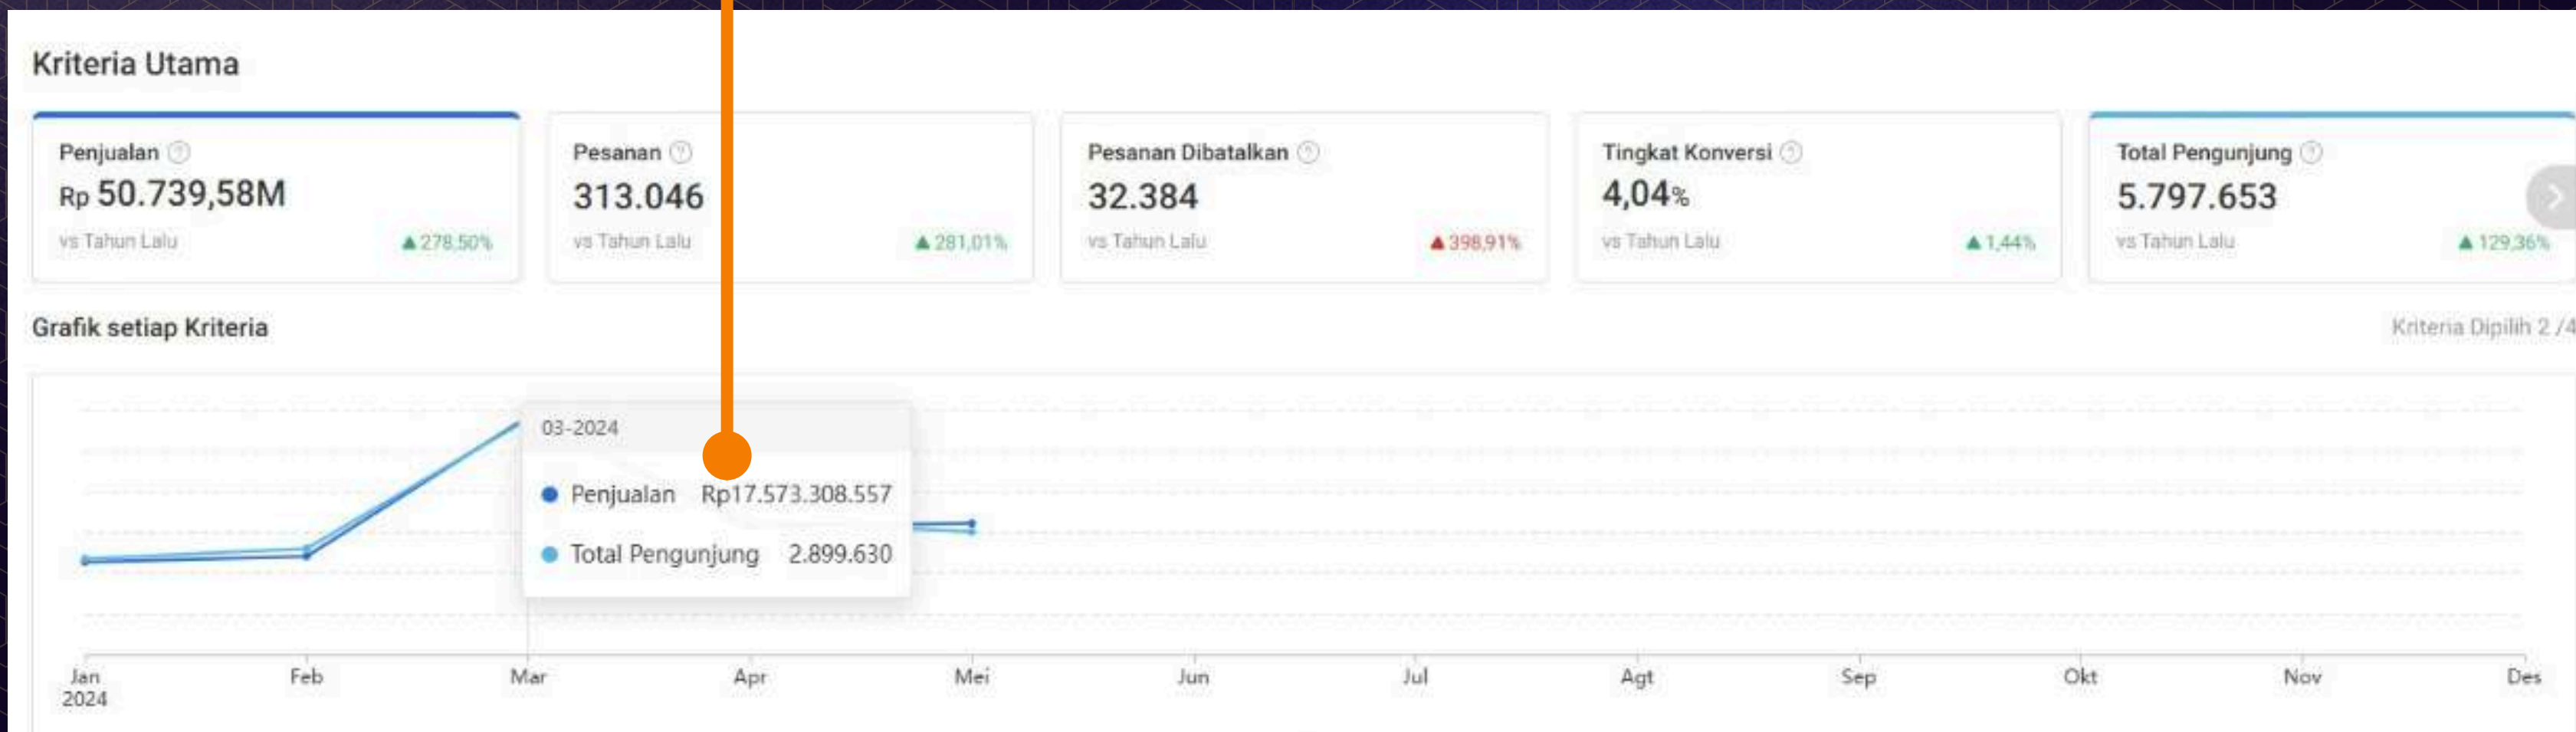 Kriteria Utama
Penjualan
Rp 50.739,58M
vs Tahun Lalu ▲278,50%
Pesanan
313.046
vs Tahun Lalu ▲281,01%
Pesanan Dibatalkan
32.384
vs Tahun Lalu ▲398,91%
Tingkat Konversi
4,04%
vs Tahun Lalu ▲1,44%
Total Pengunjung
5.797.653
vs Tahun Lalu ▲129,36%
Grafik setiap Kriteria
Kriteria Dipilih 2 /4
03-2024
Penjualan Rp17.573.308.557
Total Pengunjung 2.899.630
Jan Feb Mar Apr Mei Jun Jul Agt Sep Okt Nov Des
2024